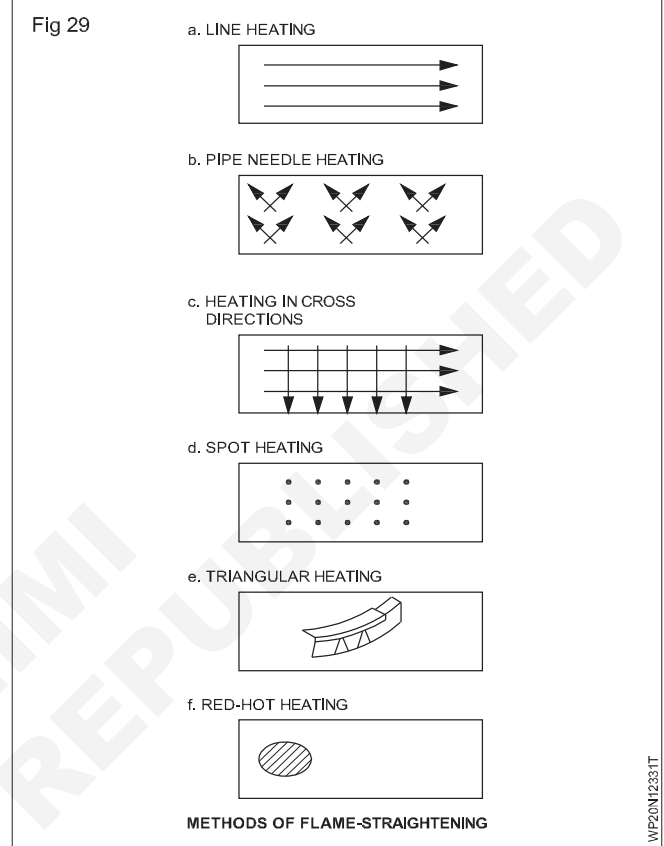 Fig 29
a. LINE HEATING
b. PIPE NEEDLE HEATING
c. HEATING IN CROSS
DIRECTIONS
d. SPOT HEATING
e. TRIANGULAR HEATING
f. RED-HOT HEATING
METHODS OF FLAME-STRAIGHTENING
WP20N12331T
REPUBLISHED